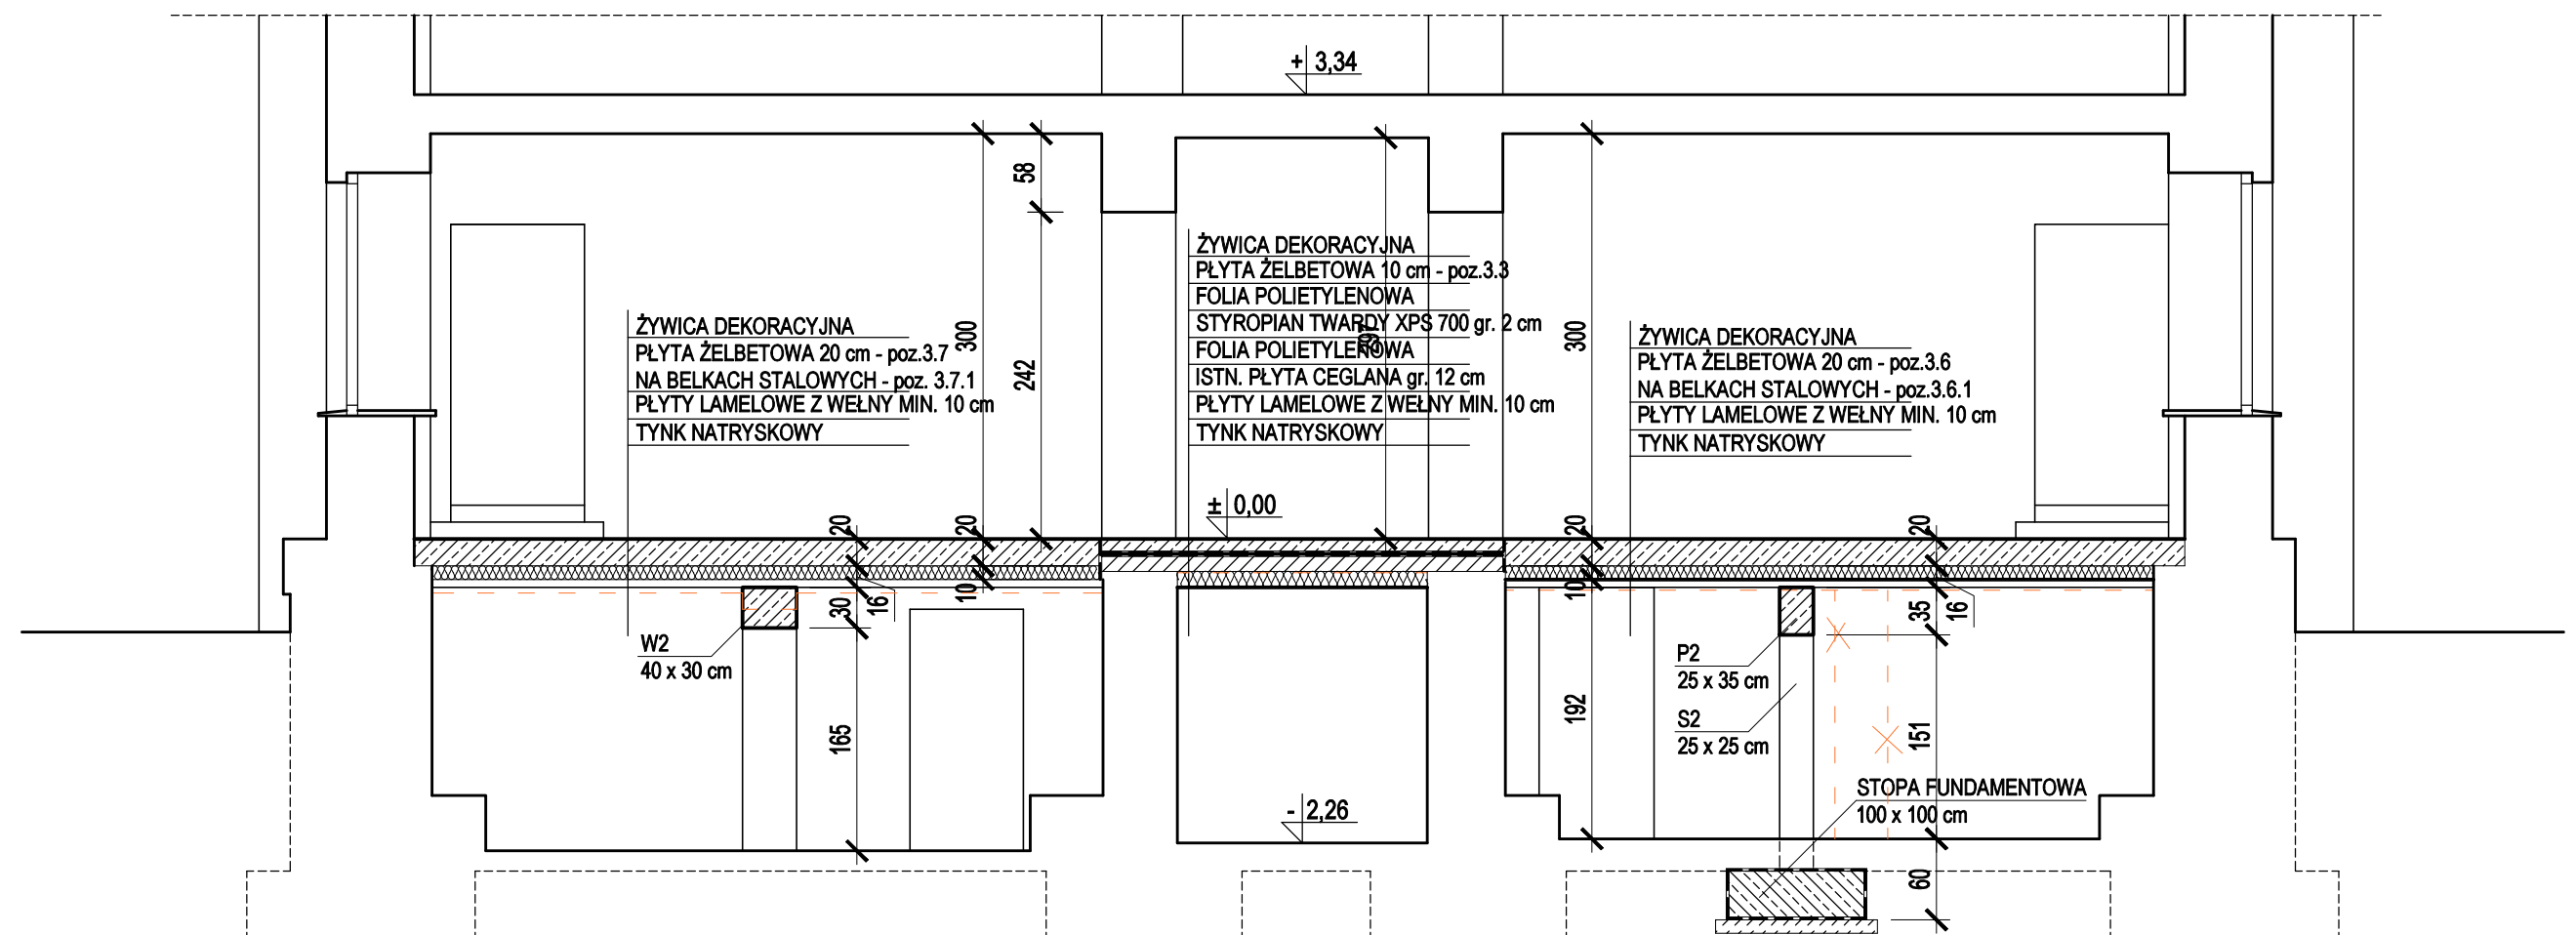 + 3,34
58
300
242
297
300
ŻYWICA DEKORACYJNA
PŁYTA ŻELBETOWA 20 cm - poz.3.7
NA BELKACH STALOWYCH - poz. 3.7.1
PŁYTY LAMELOWE Z WEŁNY MIN. 10 cm
TYNK NATRYSKOWY
ŻYWICA DEKORACYJNA
PŁYTA ŻELBETOWA 10 cm - poz.3.3
FOLIA POLIETYLENOWA
STYROPIAN TWARDY XPS 700 gr. 2 cm
FOLIA POLIETYLENOWA
ISTN. PŁYTA CEGLANA gr. 12 cm
PŁYTY LAMELOWE Z WEŁNY MIN. 10 cm
TYNK NATRYSKOWY
ŻYWICA DEKORACYJNA
PŁYTA ŻELBETOWA 20 cm - poz.3.6
NA BELKACH STALOWYCH - poz.3.6.1
PŁYTY LAMELOWE Z WEŁNY MIN. 10 cm
TYNK NATRYSKOWY
± 0,00
20
20
20
20
30
16
10
10
35
16
W2
40 x 30 cm
165
- 2,26
192
P2
25 x 35 cm
S2
25 x 25 cm
151
STOPA FUNDAMENTOWA
100 x 100 cm
60